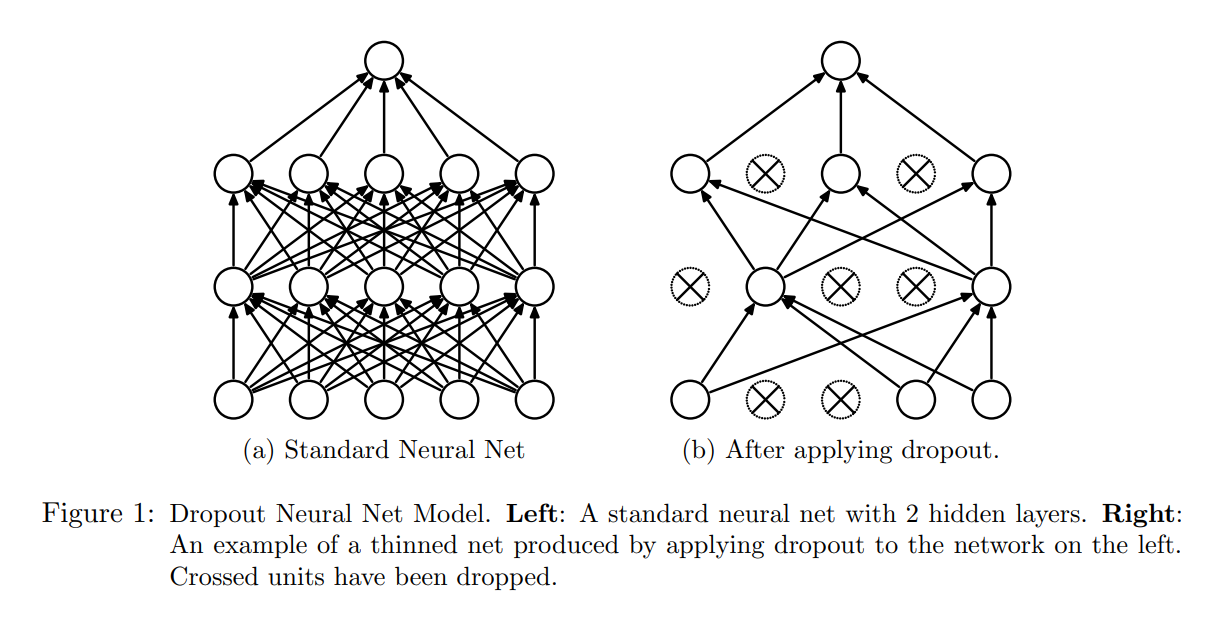 (a) Standard Neural Net
(b) After applying dropout.
Figure 1: Dropout Neural Net Model. Left: A standard neural net with 2 hidden layers. Right:
An example of a thinned net produced by applying dropout to the network on the left.
Crossed units have been dropped.